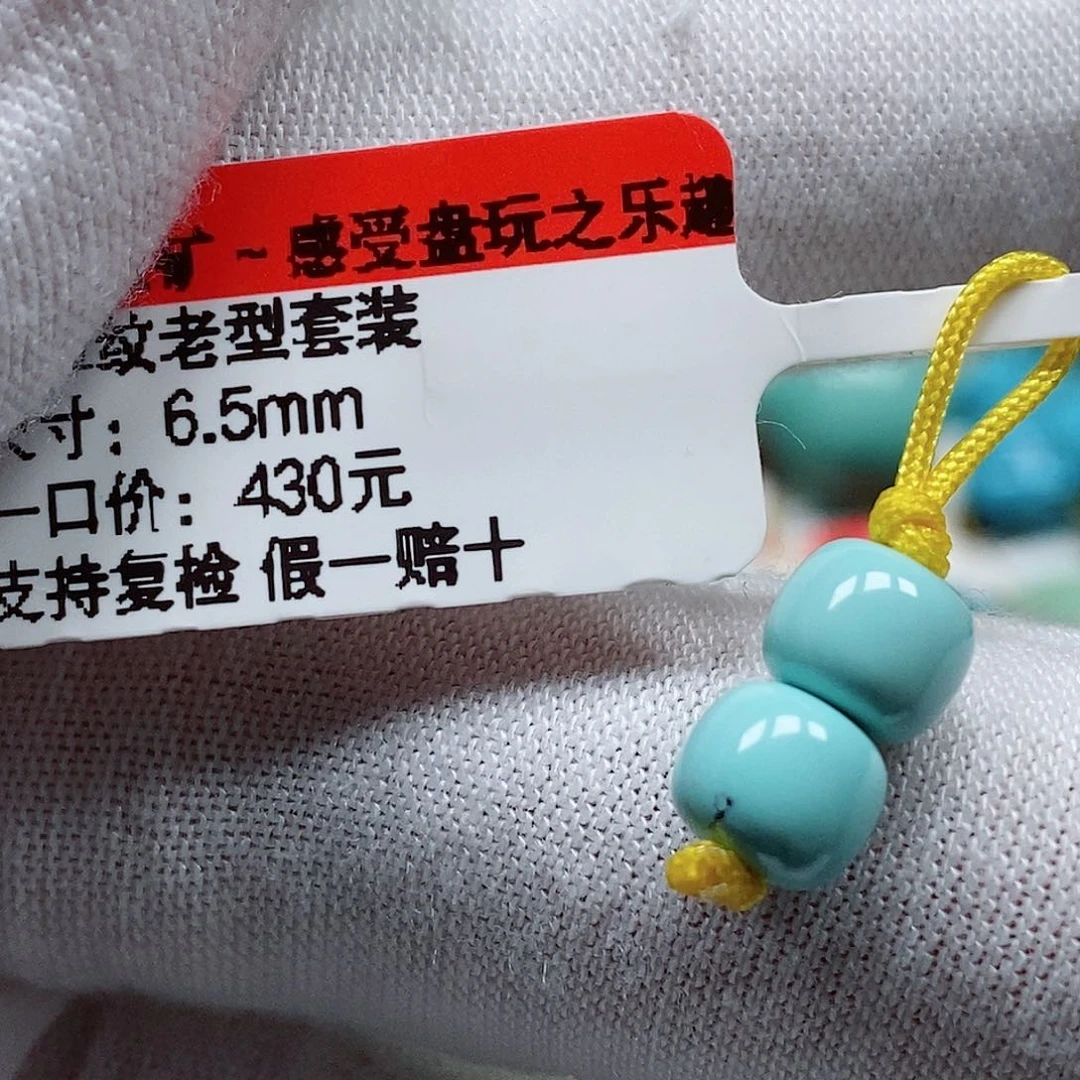 ~感受盘玩之乐趣
纹老型套装
寸：6.5mm
一口价：430元
支持复检 假一赔十